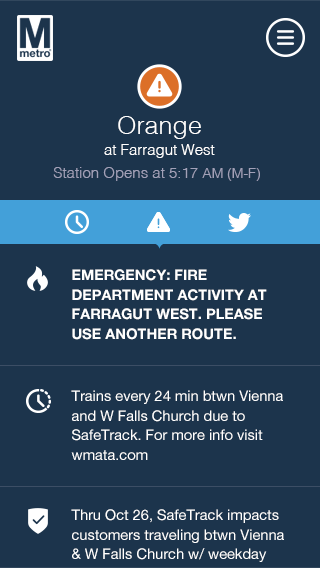 M
metro
Orange
at Farragut West
Station Opens at 5:17 AM (M-F)
EMERGENCY: FIRE
DEPARTMENT ACTIVITY AT
FARRAGUT WEST. PLEASE
USE ANOTHER ROUTE.
Trains every 24 min btwn Vienna
and W Falls Church due to
SafeTrack. For more info visit
wmata.com
Thru Oct 26, SafeTrack impacts
customers traveling btwn Vienna
& W Falls Church w/ weekday